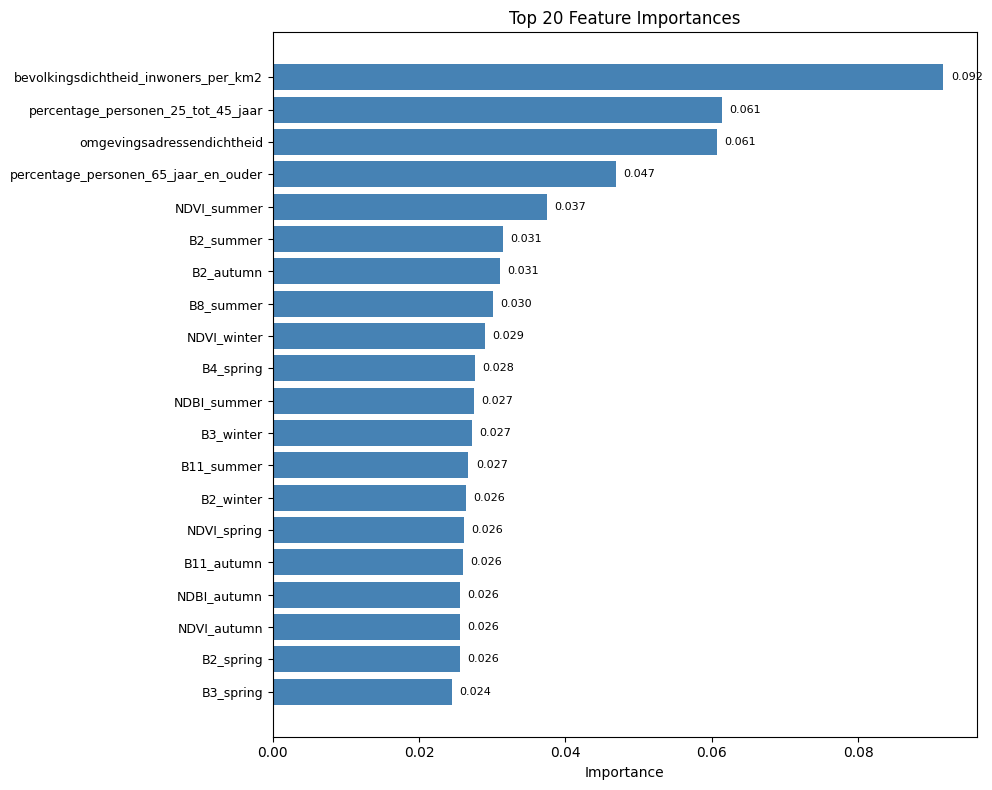 Top 20 Feature Importances
bevolkingsdichtheid_inwoners_per_km2 0.092
percentage_personen_25_tot_45_jaar 0.061
omgevingsadressendichtheid 0.061
percentage_personen_65_jaar_en_ouder 0.047
NDVI_summer 0.037
B2_summer 0.031
B2_autumn 0.031
B8_summer 0.030
NDVI_winter 0.029
B4_spring 0.028
NDBI_summer 0.027
B3_winter 0.027
B11_summer 0.027
B2_winter 0.026
NDVI_spring 0.026
B11_autumn 0.026
NDBI_autumn 0.026
NDVI_autumn 0.026
B2_spring 0.026
B3_spring 0.024
0.00 0.02 0.04 0.06 0.08
Importance